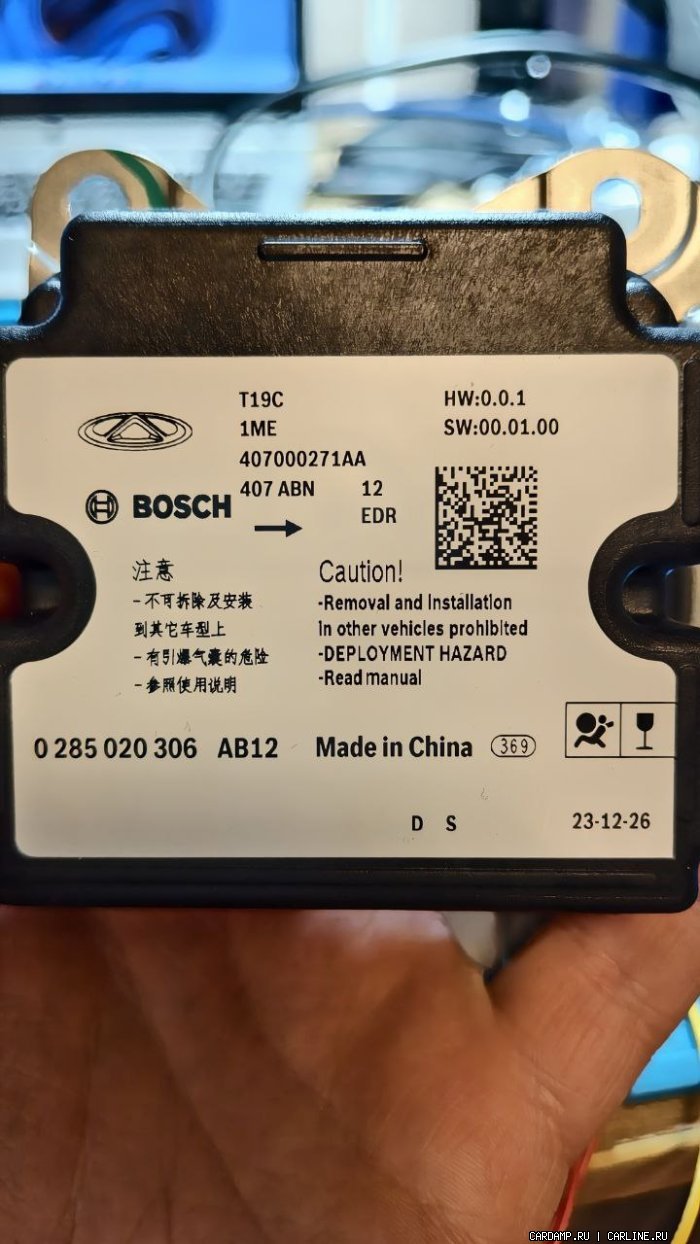 T19C
HW:0.0.1
1ME
SW:00.01.00
407000271AA
407 ABN 12
BOSCH
EDR
注意
-不可拆除及安装
到其它车型上
-有引爆气囊的危险
-参照使用说明
Caution!
-Removal and Installation
in other vehicles prohibited
-DEPLOYMENT HAZARD
-Read manual
0 285 020 306 AB12 Made in China 369
D S 23-12-26
CARDAMP.RU | CARLINE.RU